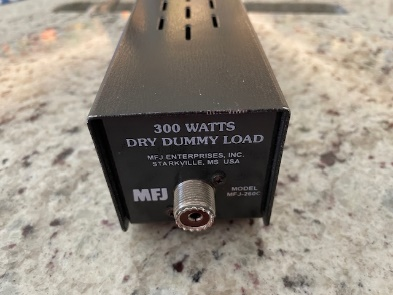 300 WATTS
DRY DUMMY LOAD
MFJ ENTERPRISES, INC.
STARKVILLE, MS USA
MFJ
MODEL
MFJ-260C